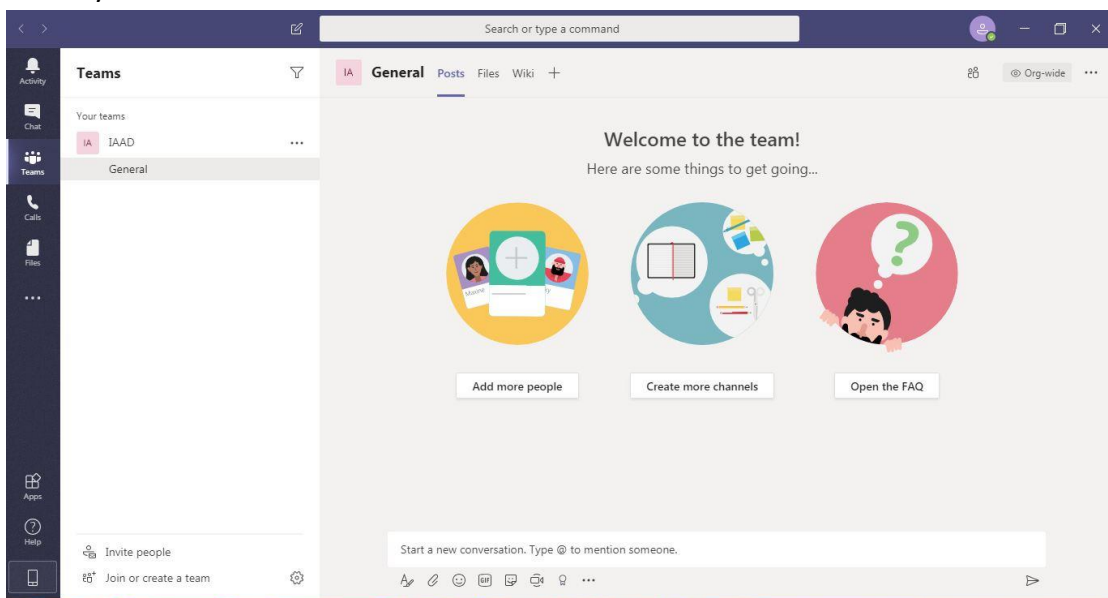 Search or type a command
Activity
Chat
Teams
Calls
Files
Apps
Help
Teams
Your teams
IA IAAD
General
Invite people
Join or create a team
IA General Posts Files Wiki
Org-wide
Welcome to the team!
Here are some things to get going...
Maxine
Add more people
Create more channels
Open the FAQ
Start a new conversation. Type @ to mention someone.
GIF